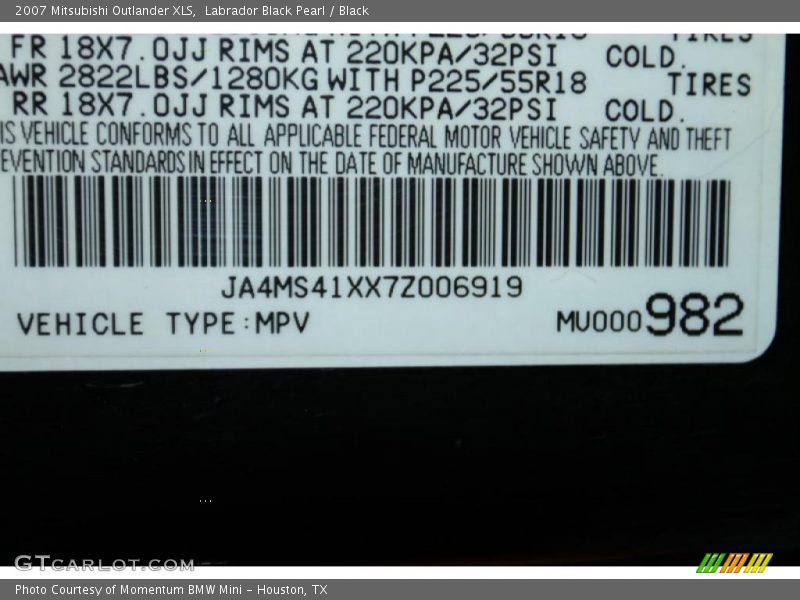 2007 Mitsubishi Outlander XLS,  Labrador Black Pearl / Black
TIRES
FR 18X7.0JJ RIMS AT 220KPA/32PSI COLD.
AWR 2822LBS/1280KG WITH P225/55R18 TIRES
RR 18X7.0JJ RIMS AT 220KPA/32PSI COLD.
IS VEHICLE CONFORMS TO ALL APPLICABLE FEDERAL MOTOR VEHICLE SAFETY AND THEFT
EVENTION STANDARDS IN EFFECT ON THE DATE OF MANUFACTURE SHOWN ABOVE.
JA4MS41XX7Z006919
VEHICLE TYPE:MPV MU000982
GTcarlot.com
Photo Courtesy of Momentum BMW Mini - Houston, TX